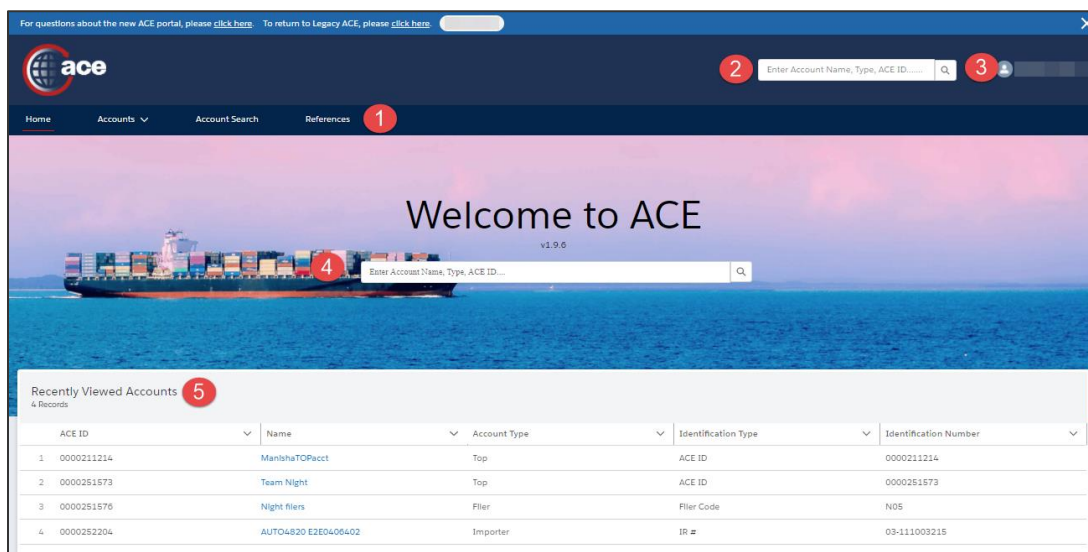 For questions about the new ACE portal, please click here. To return to Legacy ACE, please click here.
ace
2
Enter Account Name, Type, ACE ID......
3
Home Accounts Account Search References 1
Welcome to ACE
v1.9.6
4
Enter Account Name, Type, ACE ID....
Recently Viewed Accounts 5
4 Records
ACE ID Name Account Type Identification Type Identification Number
1 0000211214 ManishaTOPacct Top ACE ID 0000211214
2 0000251573 Team Night Top ACE ID 0000251573
3 0000251576 Night filers Filer Filer Code N05
4 0000252204 AUTO4820 E2E0406402 Importer IR # 03-111003215